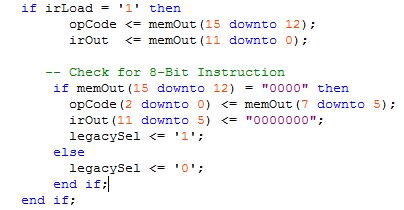 if irLoad = '1' then
opCode <= memOut(15 downto 12);
irOut <= memOut(11 downto 0);
-- Check for 8-Bit Instruction
if memOut(15 downto 12) = "0000" then
opCode(2 downto 0) <= memOut(7 downto 5);
irOut(11 downto 5) <= "0000000";
legacySel <= '1';
else
legacySel <= '0';
end if;
end if;